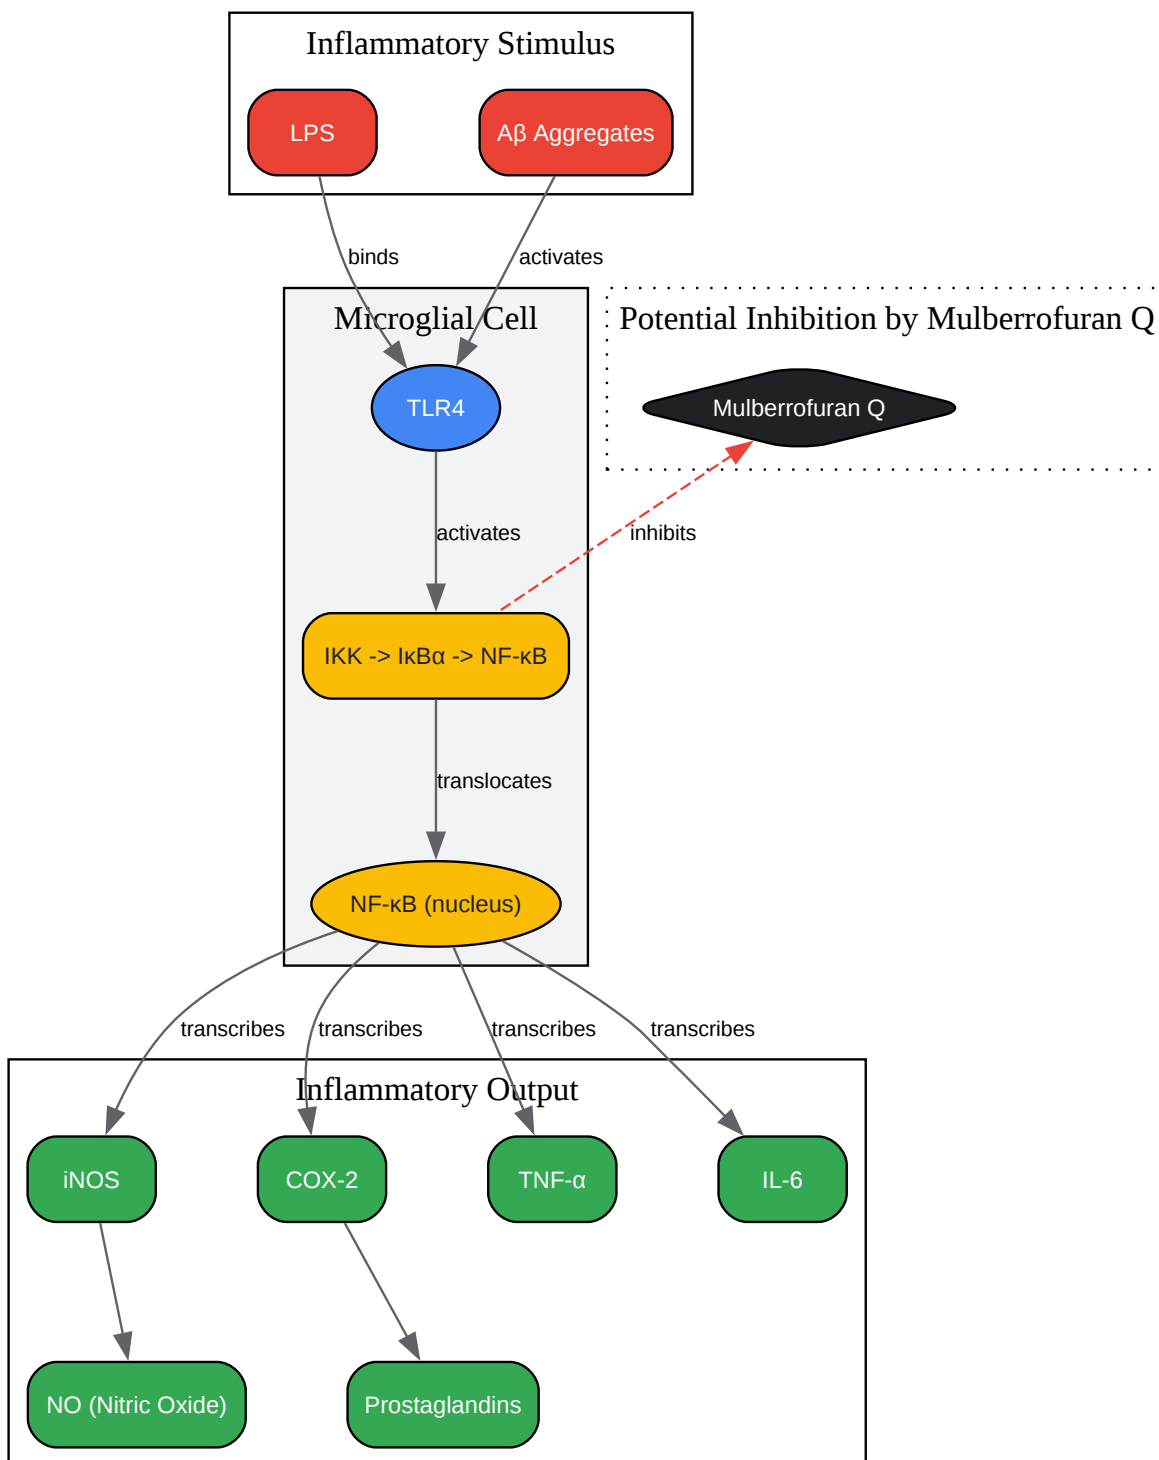 Inflammatory Stimulus
LPS
Aβ Aggregates
binds
activates
Microglial Cell
Potential Inhibition by Mulberrofuran Q
TLR4
Mulberrofuran Q
activates
inhibits
IKK -> IκBα -> NF-κB
translocates
NF-κB (nucleus)
transcribes
transcribes
transcribes
transcribes
Inflammatory Output
iNOS
COX-2
TNF-α
IL-6
NO (Nitric Oxide)
Prostaglandins